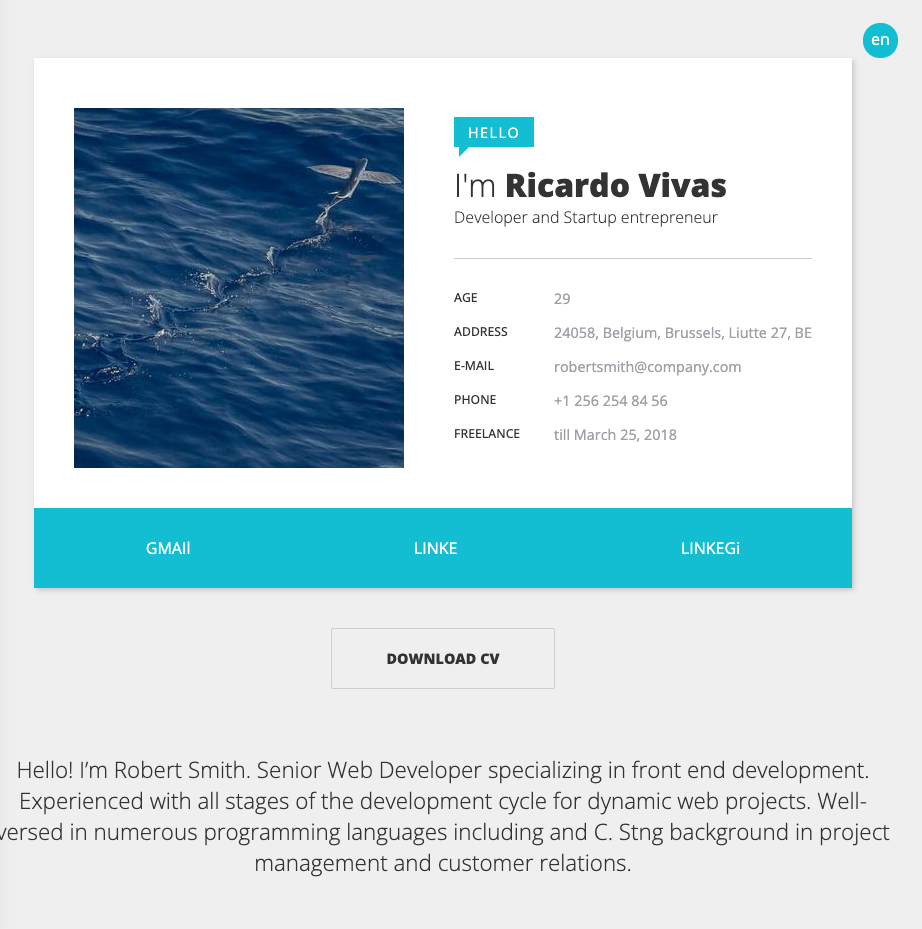 en
HELLO
I'm Ricardo Vivas
Developer and Startup entrepreneur
AGE 29
ADDRESS 24058, Belgium, Brussels, Liutte 27, BE
E-MAIL robertsmith@company.com
PHONE +1 256 254 84 56
FREELANCE till March 25, 2018
GMAIl LINKE LINKEGi
DOWNLOAD CV
Hello! I’m Robert Smith. Senior Web Developer specializing in front end development.
Experienced with all stages of the development cycle for dynamic web projects. Well-
versed in numerous programming languages including and C. Stng background in project
management and customer relations.